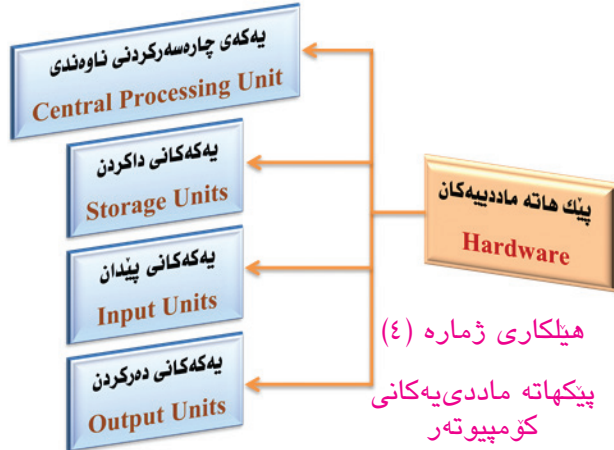 یەکەی چارەسەرکردنی ناوەندی
Central Processing Unit
یەکەکانی داکردن
Storage Units
یەکەکانی پێدان
Input Units
یەکەکانی دەرکردن
Output Units
پێك هاتە ماددییەکان
Hardware
هێلکاری ژمارە (٤)
پێکهاتە ماددی‌یەکانی
کۆمپیوتەر